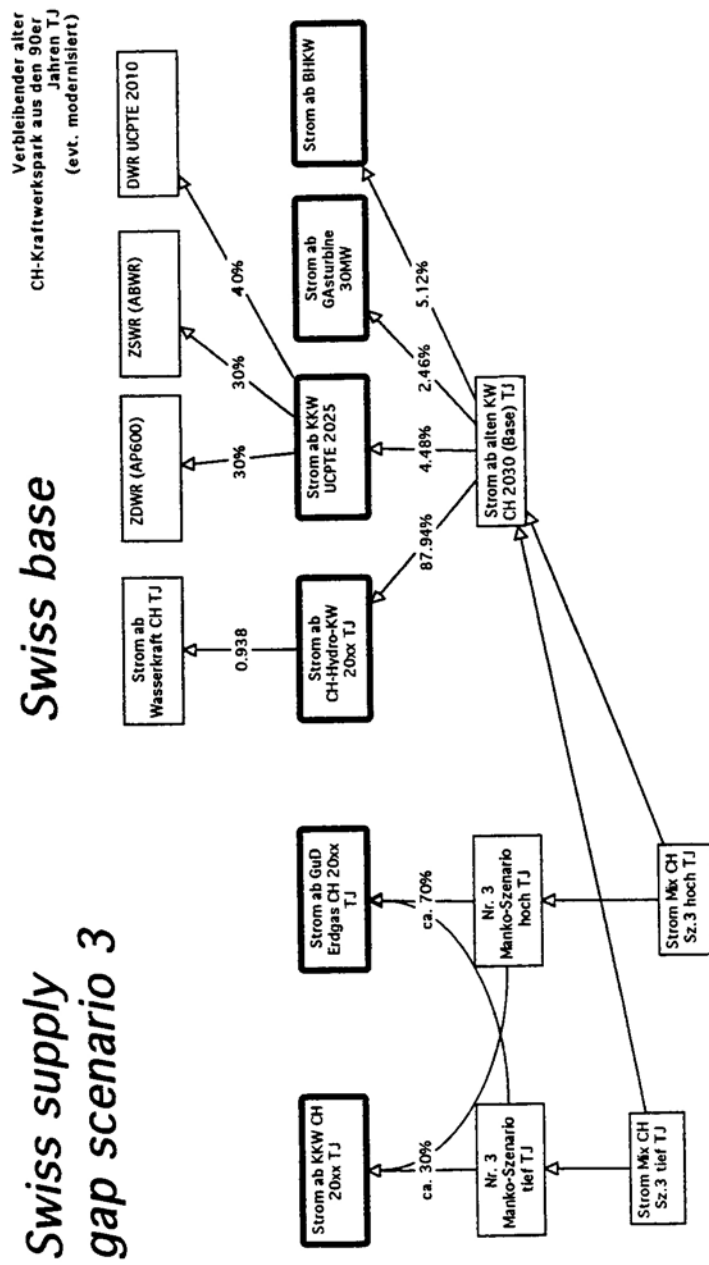 Swiss supply
gap scenario 3
Swiss base
Verbleibender alter
CH-Kraftwerkspark aus den 90er
Jahren TJ
(evt. modernisiert)
Strom ab
Wasserkraft CH TJ
ZDWR (AP600)
ZSWR (ABWR)
DWR UCPTE 2010
0.938
30%
30%
40%
Strom ab KKW CH
20xx TJ
Strom ab GuD
Erdgas CH 20xx
TJ
Strom ab
CH-Hydro-KW
20xx TJ
Strom ab KKW
UCPTE 2025
Strom ab
GAsturbine
30MW
Strom ab BHKW
ca. 30%
ca. 70%
87.94%
4.48%
2.46%
5.12%
Nr. 3
Manko-Szenario
tief TJ
Nr. 3
Manko-Szenario
hoch TJ
Strom ab alten KW
CH 2030 (Base) TJ
Strom Mix CH
Sz.3 tief TJ
Strom Mix CH
Sz.3 hoch TJ